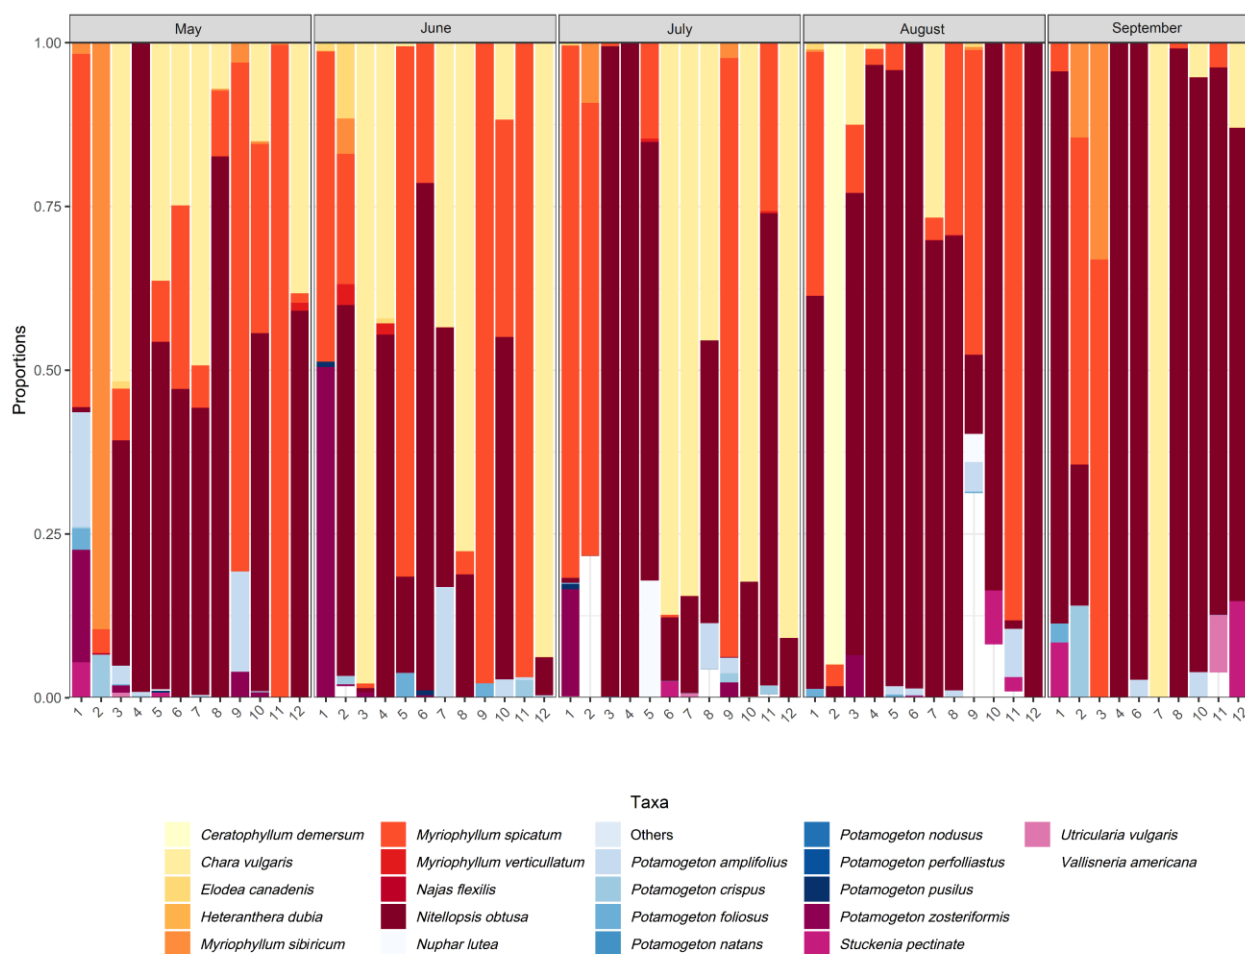 May June July August September
1.00
0.75
0.50
0.25
0.00
Proportions
1 2 3 4 5 6 7 8 9 10 11 12 1 2 3 4 5 6 7 8 9 10 11 12 1 2 3 4 5 6 7 8 9 10 11 12 1 2 3 4 5 6 7 8 9 10 11 12 1 2 3 4 6 7 8 10 11 12
Taxa
Ceratophyllum demersum Myriophyllum spicatum Others Potamogeton nodusus Utricularia vulgaris
Chara vulgaris Myriophyllum verticullatum Potamogeton amplifolius Potamogeton perfolliastus Vallisneria americana
Elodea canadenis Najas flexilis Potamogeton crispus Potamogeton pusilus
Heteranthera dubia Nitellopsis obtusa Potamogeton foliosus Potamogeton zosteriformis
Myriophyllum sibiricum Nuphar lutea Potamogeton natans Stuckenia pectinate